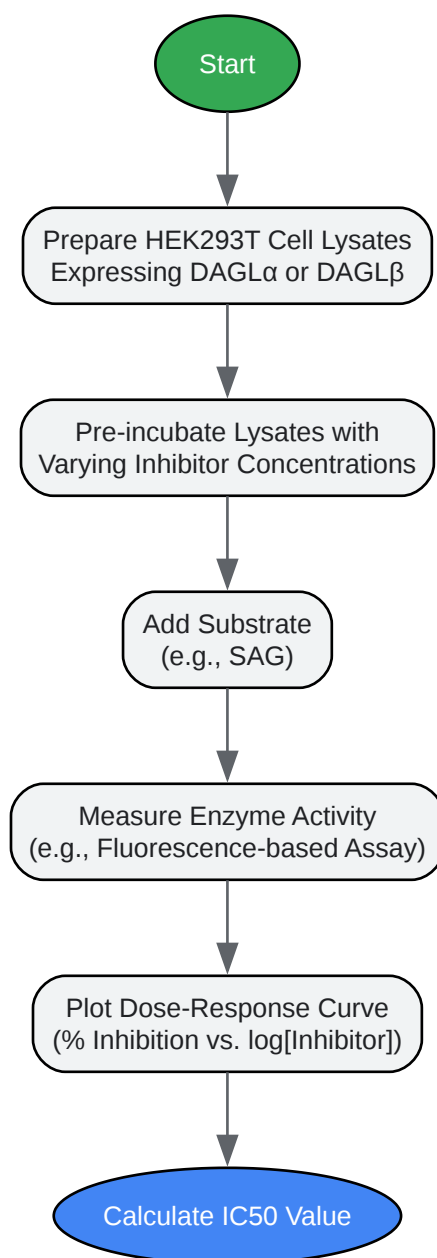 Start
Prepare HEK293T Cell Lysates
Expressing DAGLα or DAGLβ
Pre-incubate Lysates with
Varying Inhibitor Concentrations
Add Substrate
(e.g., SAG)
Measure Enzyme Activity
(e.g., Fluorescence-based Assay)
Plot Dose-Response Curve
(% Inhibition vs. log[Inhibitor])
Calculate IC50 Value